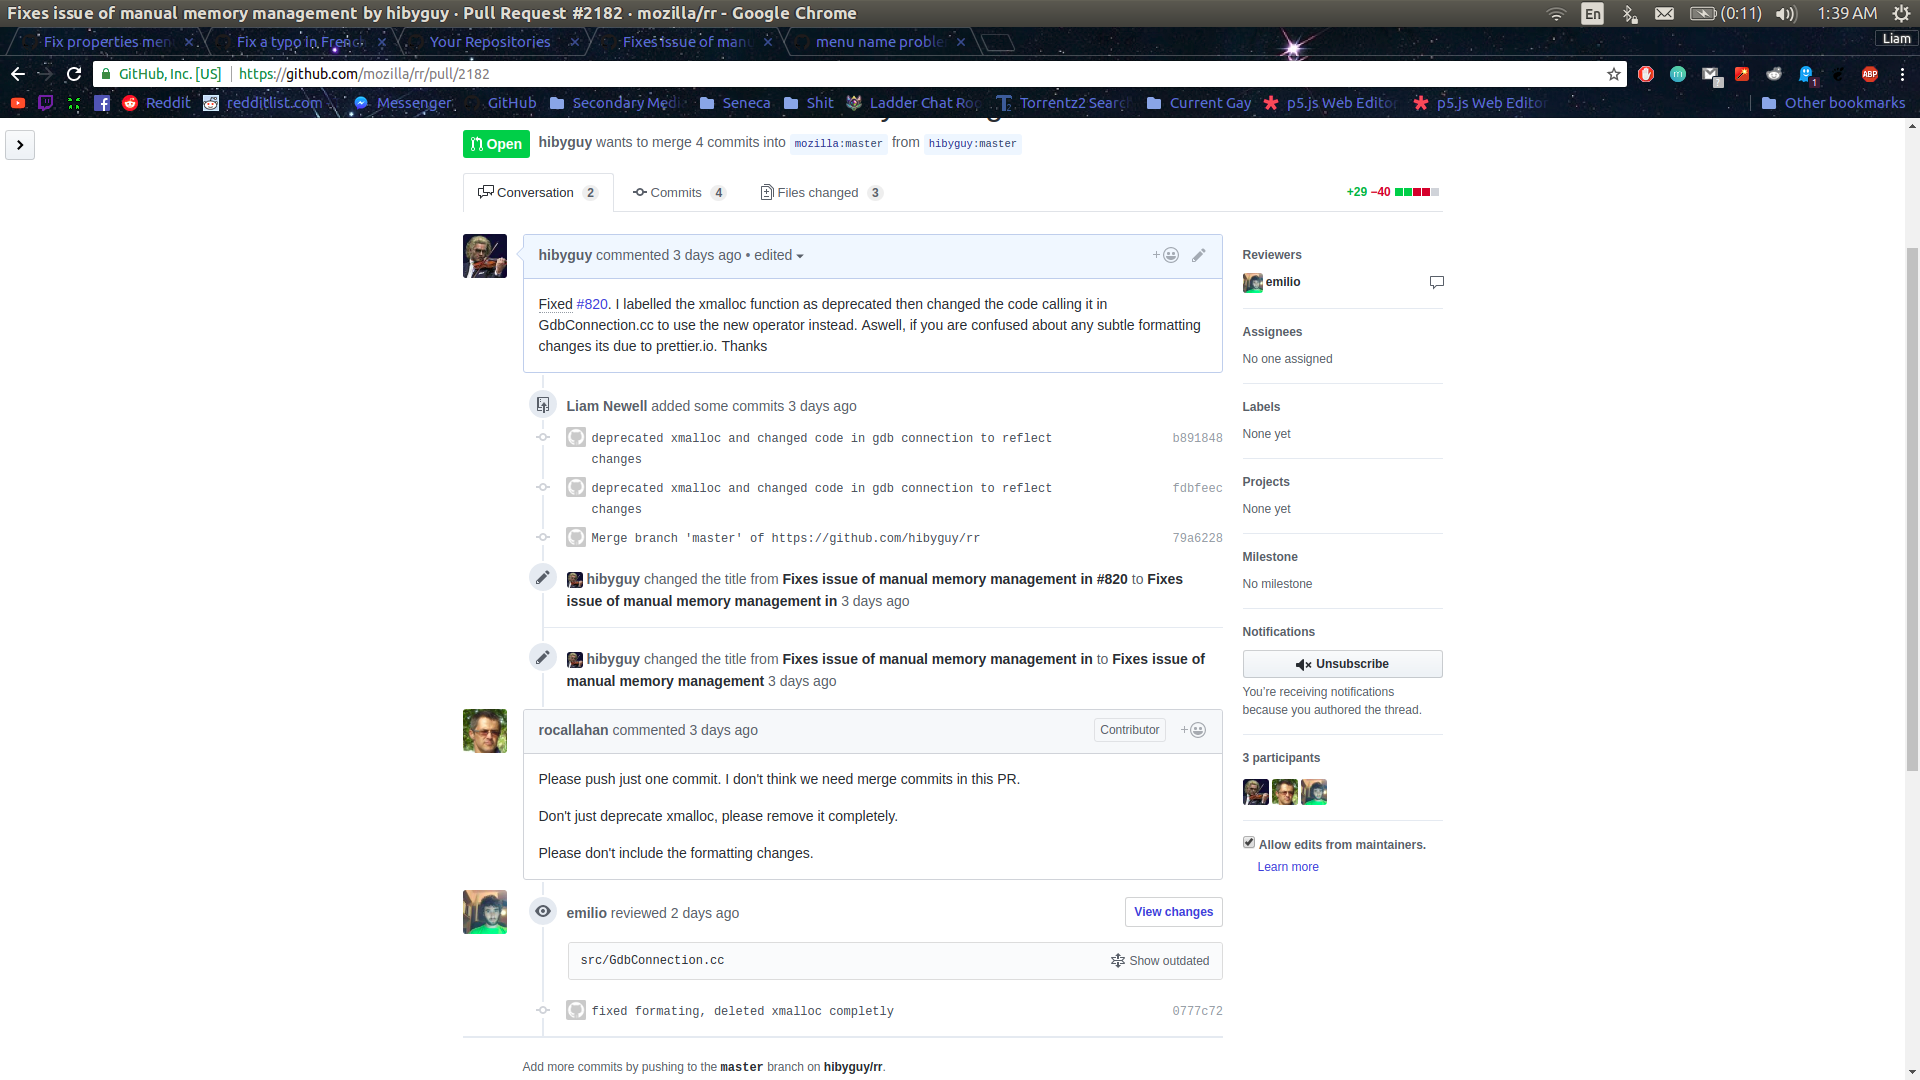 Fixes issue of manual memory management by hibyguy · Pull Request #2182 · mozilla/rr - Google Chrome
En
(0:11)
1:39 AM
Fix properties men
Fix a typo in Frenc
Your Repositories
Fixes issue of manu
menu name proble
Liam
GitHub, Inc. [US]
https://github.com/mozilla/rr/pull/2182
Reddit
redditlist.com
Messenger
GitHub
Secondary Medi
Seneca
Shit
Ladder Chat Rop
Torrentz2 Search
Current Gay
p5.js Web Editor
p5.js Web Editor
Other bookmarks
Open
hibyguy wants to merge 4 commits into mozilla:master from hibyguy:master
Conversation 2
Commits 4
Files changed 3
+29 −40
hibyguy commented 3 days ago • edited
Fixed #820. I labelled the xmalloc function as deprecated then changed the code calling it in
GdbConnection.cc to use the new operator instead. Aswell, if you are confused about any subtle formatting
changes its due to prettier.io. Thanks
Liam Newell added some commits 3 days ago
deprecated xmalloc and changed code in gdb connection to reflect
changes
b891848
deprecated xmalloc and changed code in gdb connection to reflect
changes
fdbfeec
Merge branch 'master' of https://github.com/hibyguy/rr
79a6228
hibyguy changed the title from Fixes issue of manual memory management in #820 to Fixes
issue of manual memory management in 3 days ago
hibyguy changed the title from Fixes issue of manual memory management in to Fixes issue of
manual memory management 3 days ago
rocallahan commented 3 days ago
Contributor
Please push just one commit. I don't think we need merge commits in this PR.
Don't just deprecate xmalloc, please remove it completely.
Please don't include the formatting changes.
emilio reviewed 2 days ago
View changes
src/GdbConnection.cc
Show outdated
fixed formating, deleted xmalloc completly
0777c72
Add more commits by pushing to the master branch on hibyguy/rr.
Reviewers
emilio
Assignees
No one assigned
Labels
None yet
Projects
None yet
Milestone
No milestone
Notifications
Unsubscribe
You're receiving notifications
because you authored the thread.
3 participants
Allow edits from maintainers.
Learn more